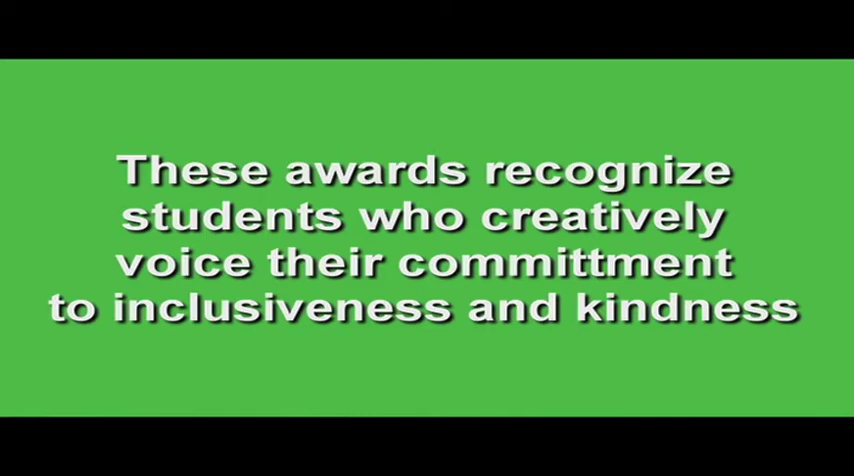 These awards recognize
students who creatively
voice their committment
to inclusiveness and kindness